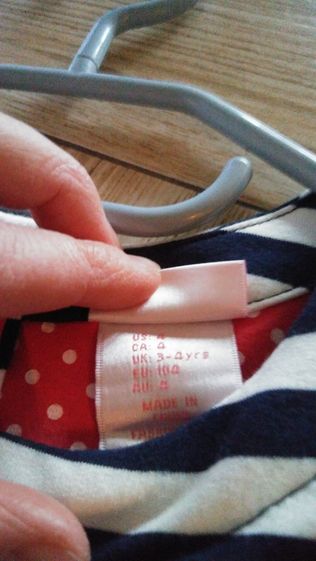 US: 4
CA: 4
UK: 3-4yrs
EU: 104
AU: 4
MADE IN